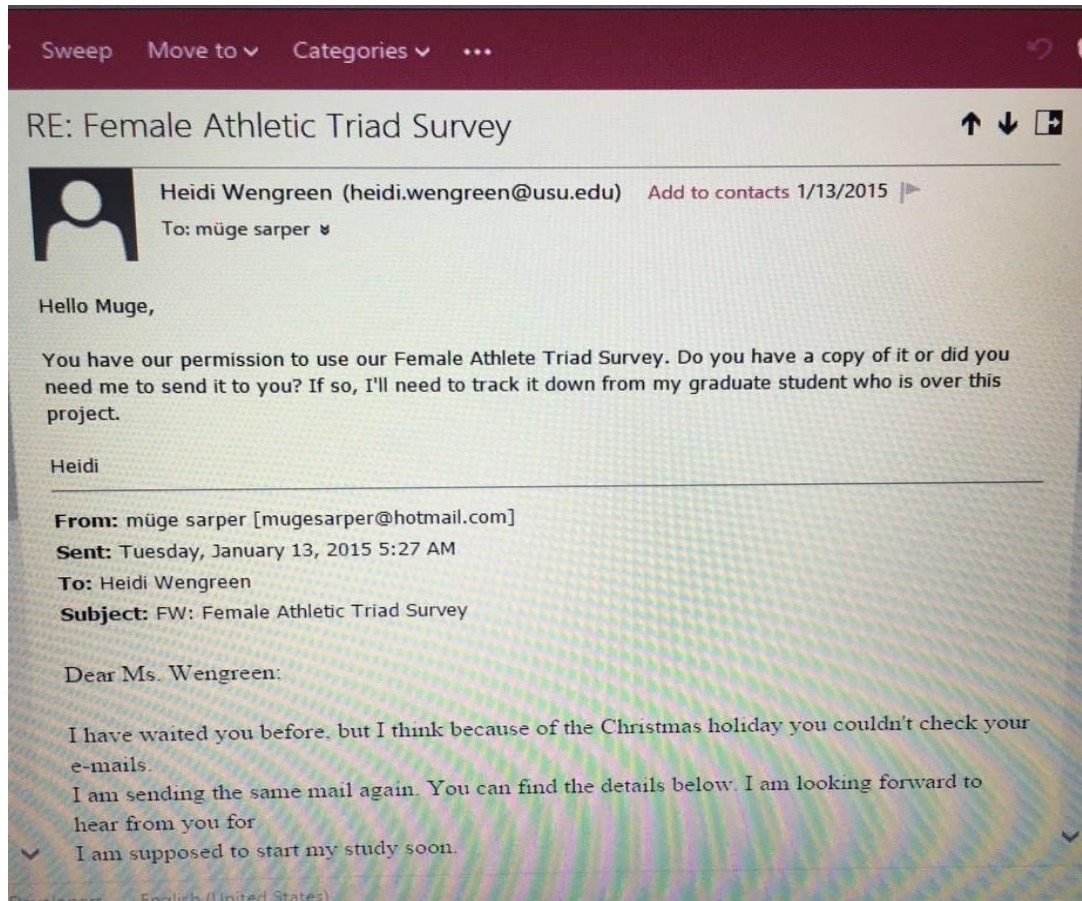 Sweep Move to Categories ...
RE: Female Athletic Triad Survey
Heidi Wengreen (heidi.wengreen@usu.edu) Add to contacts 1/13/2015
To: müge sarper
Hello Muge,
You have our permission to use our Female Athlete Triad Survey. Do you have a copy of it or did you
need me to send it to you? If so, I'll need to track it down from my graduate student who is over this
project.
Heidi
From: müge sarper [mugesarper@hotmail.com]
Sent: Tuesday, January 13, 2015 5:27 AM
To: Heidi Wengreen
Subject: FW: Female Athletic Triad Survey
Dear Ms. Wengreen:
I have waited you before, but I think because of the Christmas holiday you couldn't check your
e-mails.
I am sending the same mail again. You can find the details below. I am looking forward to
hear from you for
I am supposed to start my study soon.
English (United States)